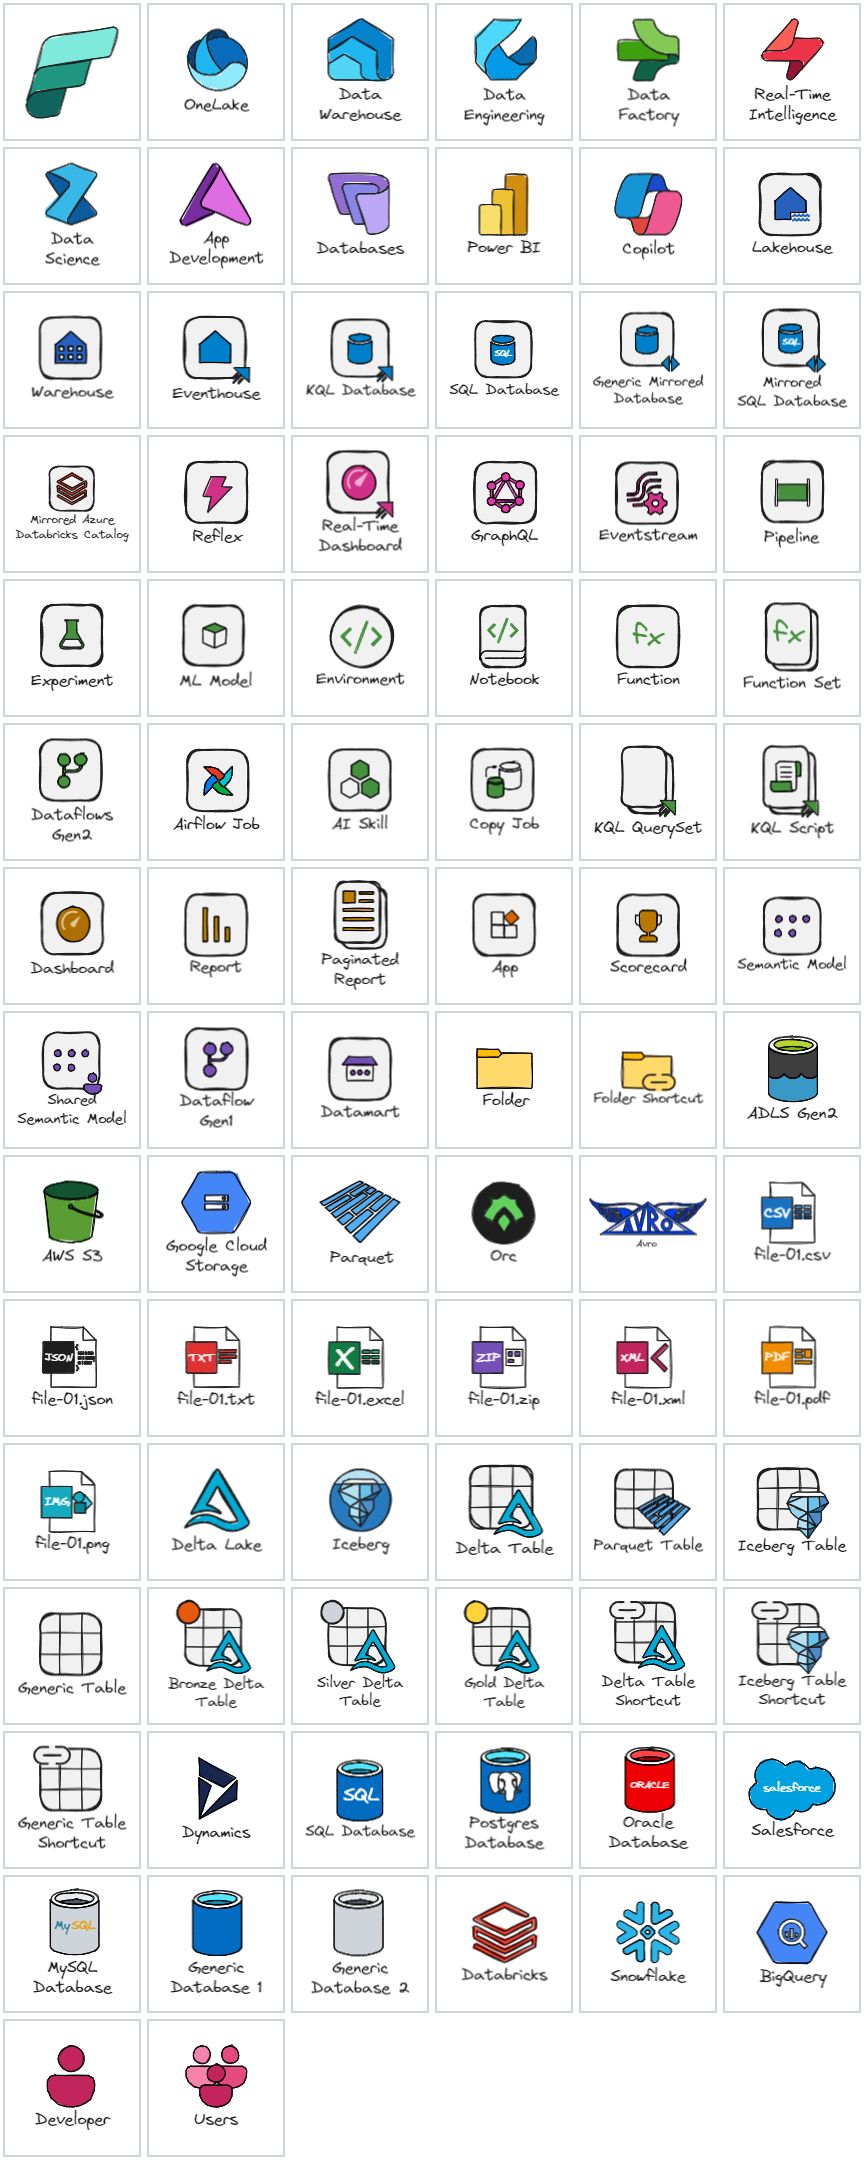 OneLake
Data
Warehouse
Data
Engineering
Data
Factory
Real-Time
Intelligence
Data
Science
App
Development
Databases
Power BI
Copilot
Lakehouse
Warehouse
Eventhouse
KQL Database
SQL
SQL Database
Generic Mirrored
Database
SQL
Mirrored
SQL Database
Mirrored Azure
Databricks Catalog
Reflex
Real-Time
Dashboard
GraphQL
Eventstream
Pipeline
Experiment
ML Model
</>
Environment
</>
Notebook
fx
Function
fx
Function Set
Dataflows
Gen2
Airflow Job
AI Skill
Copy Job
KQL QuerySet
KQL Script
Dashboard
Report
Paginated
Report
App
Scorecard
Semantic Model
Shared
Semantic Model
Dataflow
Gen1
Datamart
Folder
Folder Shortcut
ADLS Gen2
AWS S3
Google Cloud
Storage
Parquet
Orc
AVRO
Avro
CSV
file-01.csv
JSON
file-01.json
TXT
file-01.txt
X
file-01.excel
ZIP
file-01.zip
XML
file-01.xml
PDF
file-01.pdf
IMG
file-01.png
Delta Lake
Iceberg
Delta Table
Parquet Table
Iceberg Table
Generic Table
Bronze Delta
Table
Silver Delta
Table
Gold Delta
Table
Delta Table
Shortcut
Iceberg Table
Shortcut
Generic Table
Shortcut
Dynamics
SQL
SQL Database
Postgres
Database
ORACLE
Oracle
Database
salesforce
Salesforce
MySQL
MySQL
Database
Generic
Database 1
Generic
Database 2
Databricks
Snowflake
BigQuery
Developer
Users